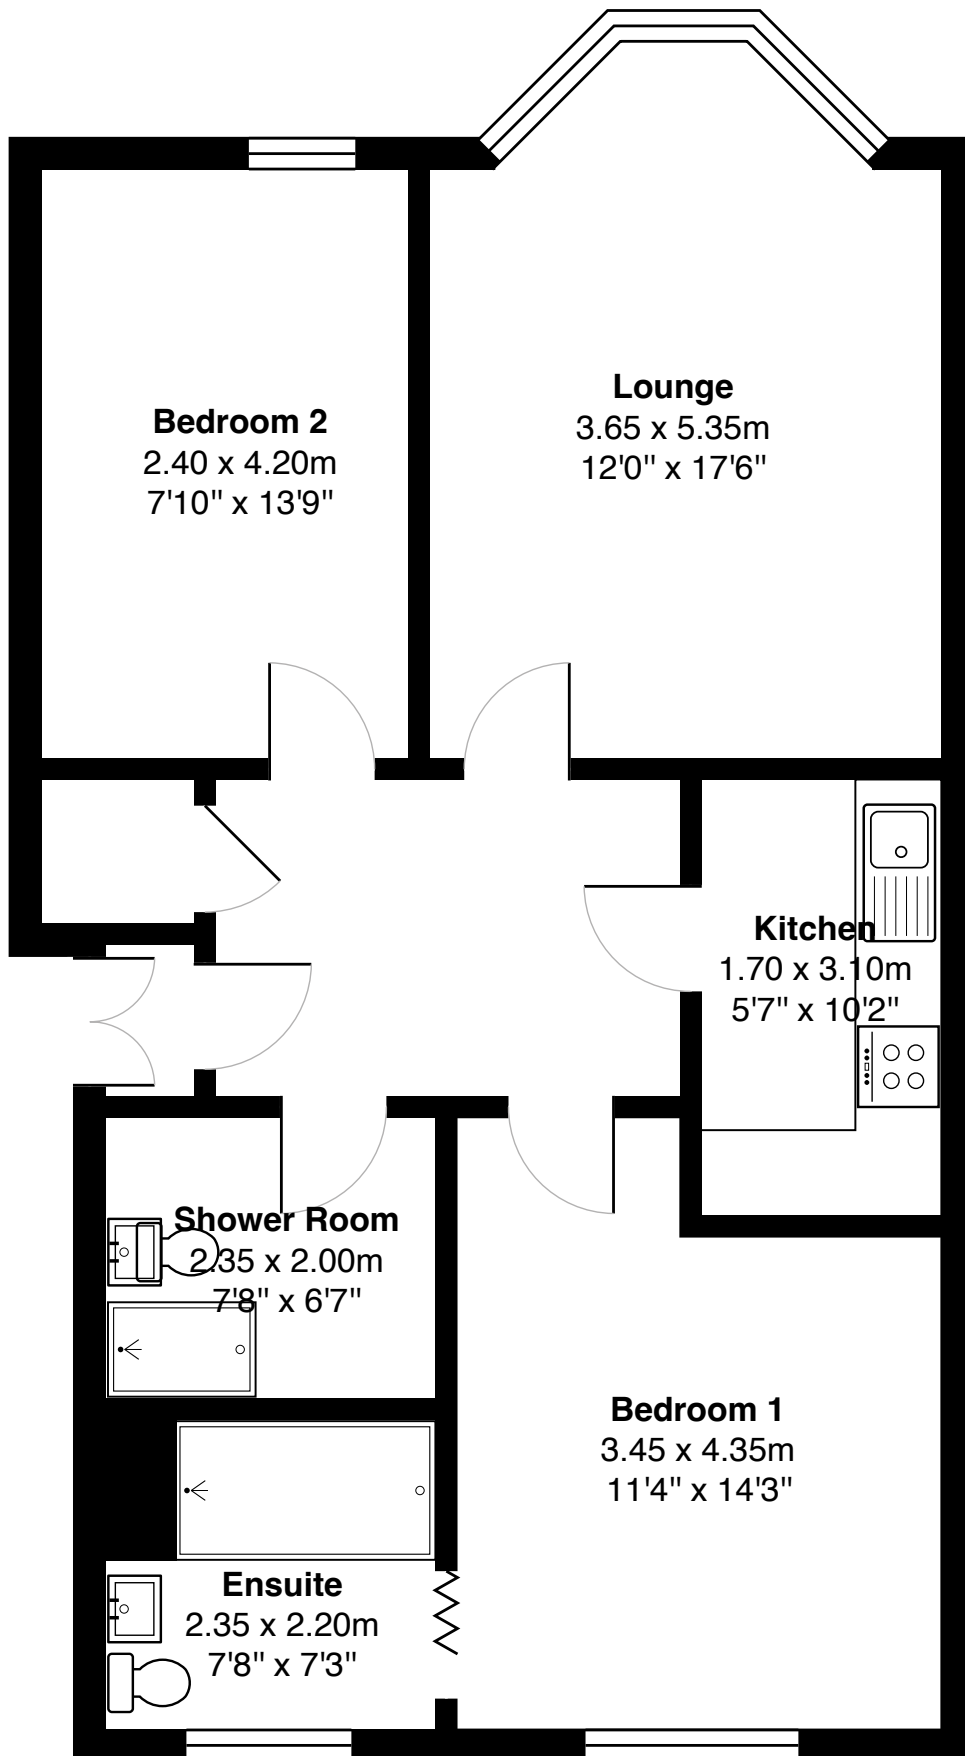 Bedroom 2
2.40 x 4.20m
7'10" x 13'9"
Lounge
3.65 x 5.35m
12'0" x 17'6"
Kitchen
1.70 x 3.10m
5'7" x 10'2"
Shower Room
2.35 x 2.00m
7'8" x 6'7"
Bedroom 1
3.45 x 4.35m
11'4" x 14'3"
Ensuite
2.35 x 2.20m
7'8" x 7'3"